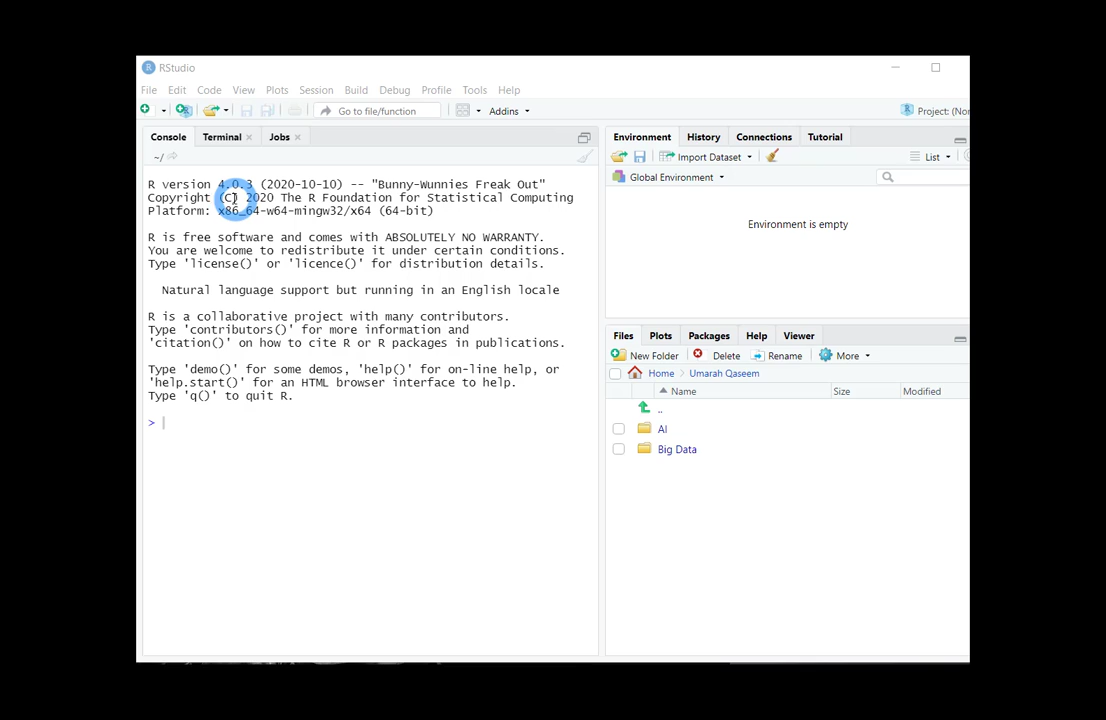 RStudio
File Edit Code View Plots Session Build Debug Profile Tools Help
Go to file/function Addins
Console Terminal Jobs
~/
R version 4.0.3 (2020-10-10) -- "Bunny-Wunnies Freak Out"
Copyright (C) 2020 The R Foundation for Statistical Computing
Platform: x86_64-w64-mingw32/x64 (64-bit)
R is free software and comes with ABSOLUTELY NO WARRANTY.
You are welcome to redistribute it under certain conditions.
Type 'license()' or 'licence()' for distribution details.
Natural language support but running in an English locale
R is a collaborative project with many contributors.
Type 'contributors()' for more information and
'citation()' on how to cite R or R packages in publications.
Type 'demo()' for some demos, 'help()' for on-line help, or
'help.start()' for an HTML browser interface to help.
Type 'q()' to quit R.
>
Project: (Nor
Environment History Connections Tutorial
Import Dataset List
Global Environment
Environment is empty
Files Plots Packages Help Viewer
New Folder Delete Rename More
Home Umarah Qaseem
Name Size Modified
..
AI
Big Data